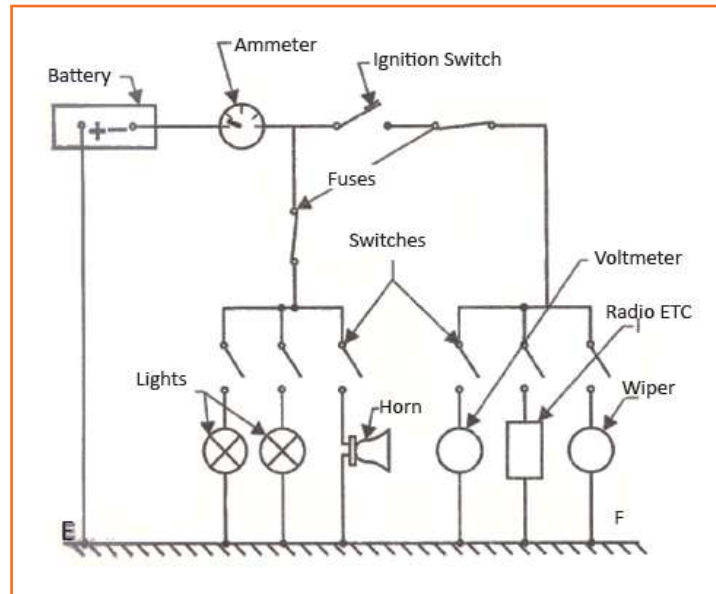 Ammeter
Ignition Switch
Battery
+ −
Fuses
Switches
Voltmeter
Radio ETC
Lights
Horn
Wiper
E
F